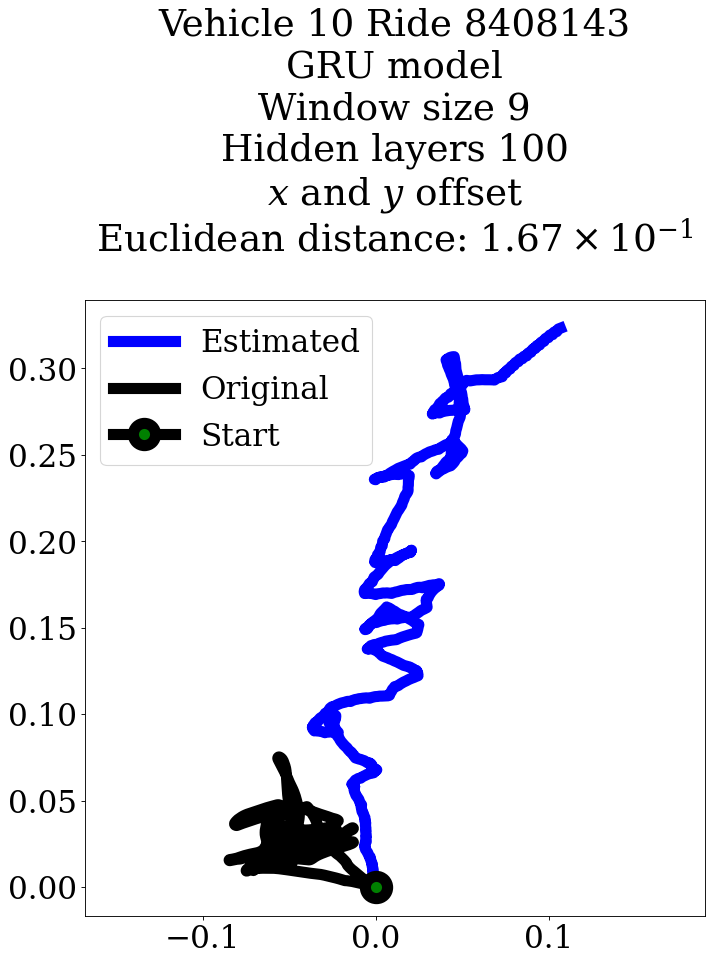 Vehicle 10 Ride 8408143
GRU model
Window size 9
Hidden layers 100
x and y offset
Euclidean distance: 1.67 × 10⁻¹
Estimated
Original
Start
0.30
0.25
0.20
0.15
0.10
0.05
0.00
−0.1 0.0 0.1